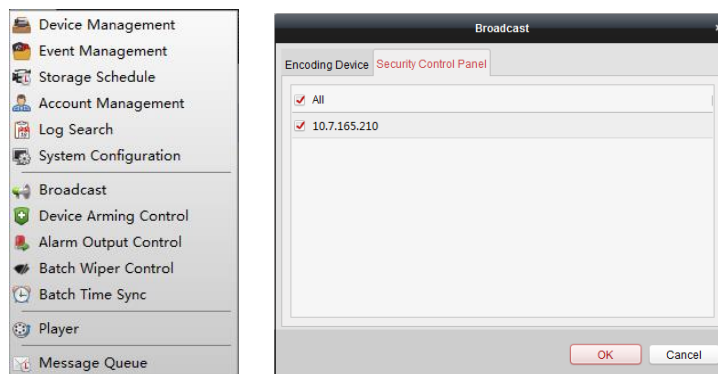 Device Management
Event Management
Storage Schedule
Account Management
Log Search
System Configuration
Broadcast
Device Arming Control
Alarm Output Control
Batch Wiper Control
Batch Time Sync
Player
Message Queue
Broadcast
Encoding Device Security Control Panel
All
10.7.165.210
OK Cancel